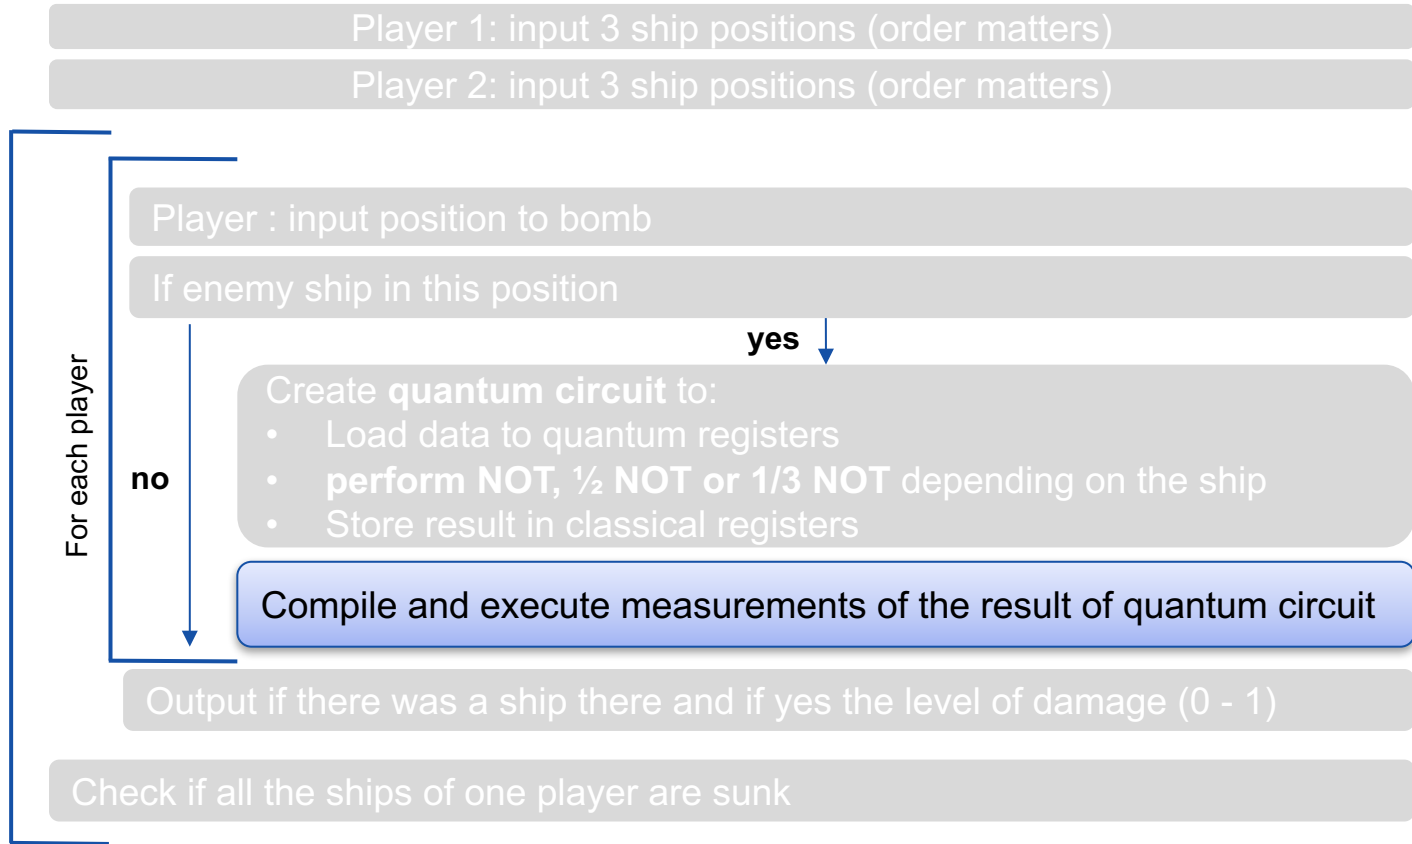 Player 1: input 3 ship positions (order matters)
Player 2: input 3 ship positions (order matters)
Player : input position to bomb
If enemy ship in this position
yes
For each player
no
Create quantum circuit to:
• Load data to quantum registers
• perform NOT, ½ NOT or 1/3 NOT depending on the ship
• Store result in classical registers
Compile and execute measurements of the result of quantum circuit
Output if there was a ship there and if yes the level of damage (0 - 1)
Check if all the ships of one player are sunk